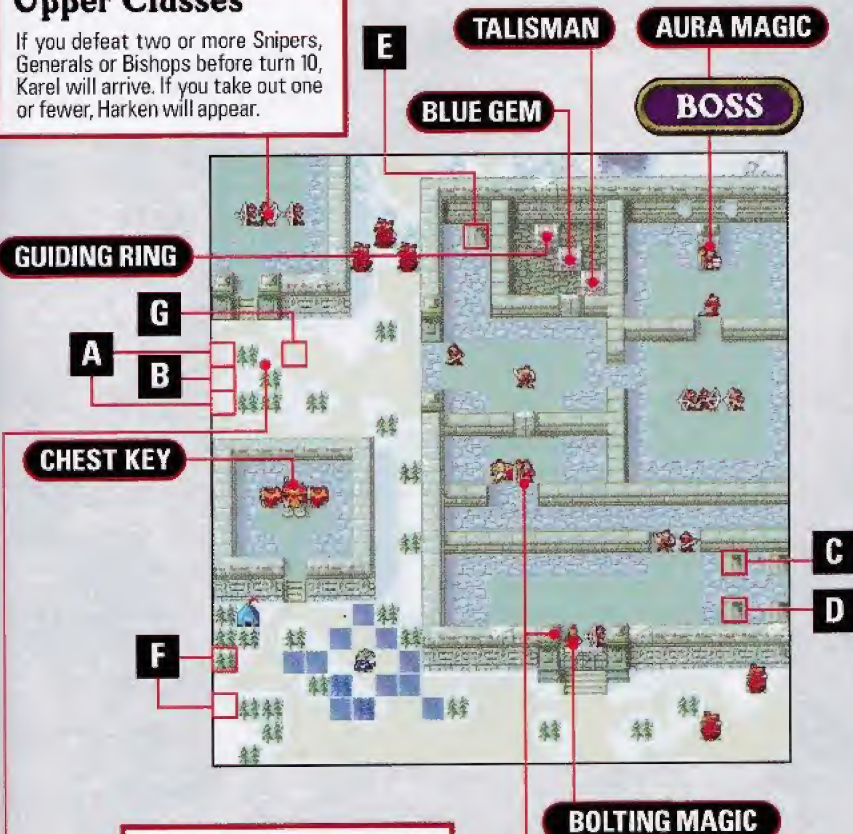 Upper Classes
If you defeat two or more Snipers,
Generals or Bishops before turn 10,
Karel will arrive. If you take out one
or fewer, Harken will appear.
E
TALISMAN
AURA MAGIC
BLUE GEM
BOSS
GUIDING RING
G
A
B
CHEST KEY
C
D
F
BOLTING MAGIC